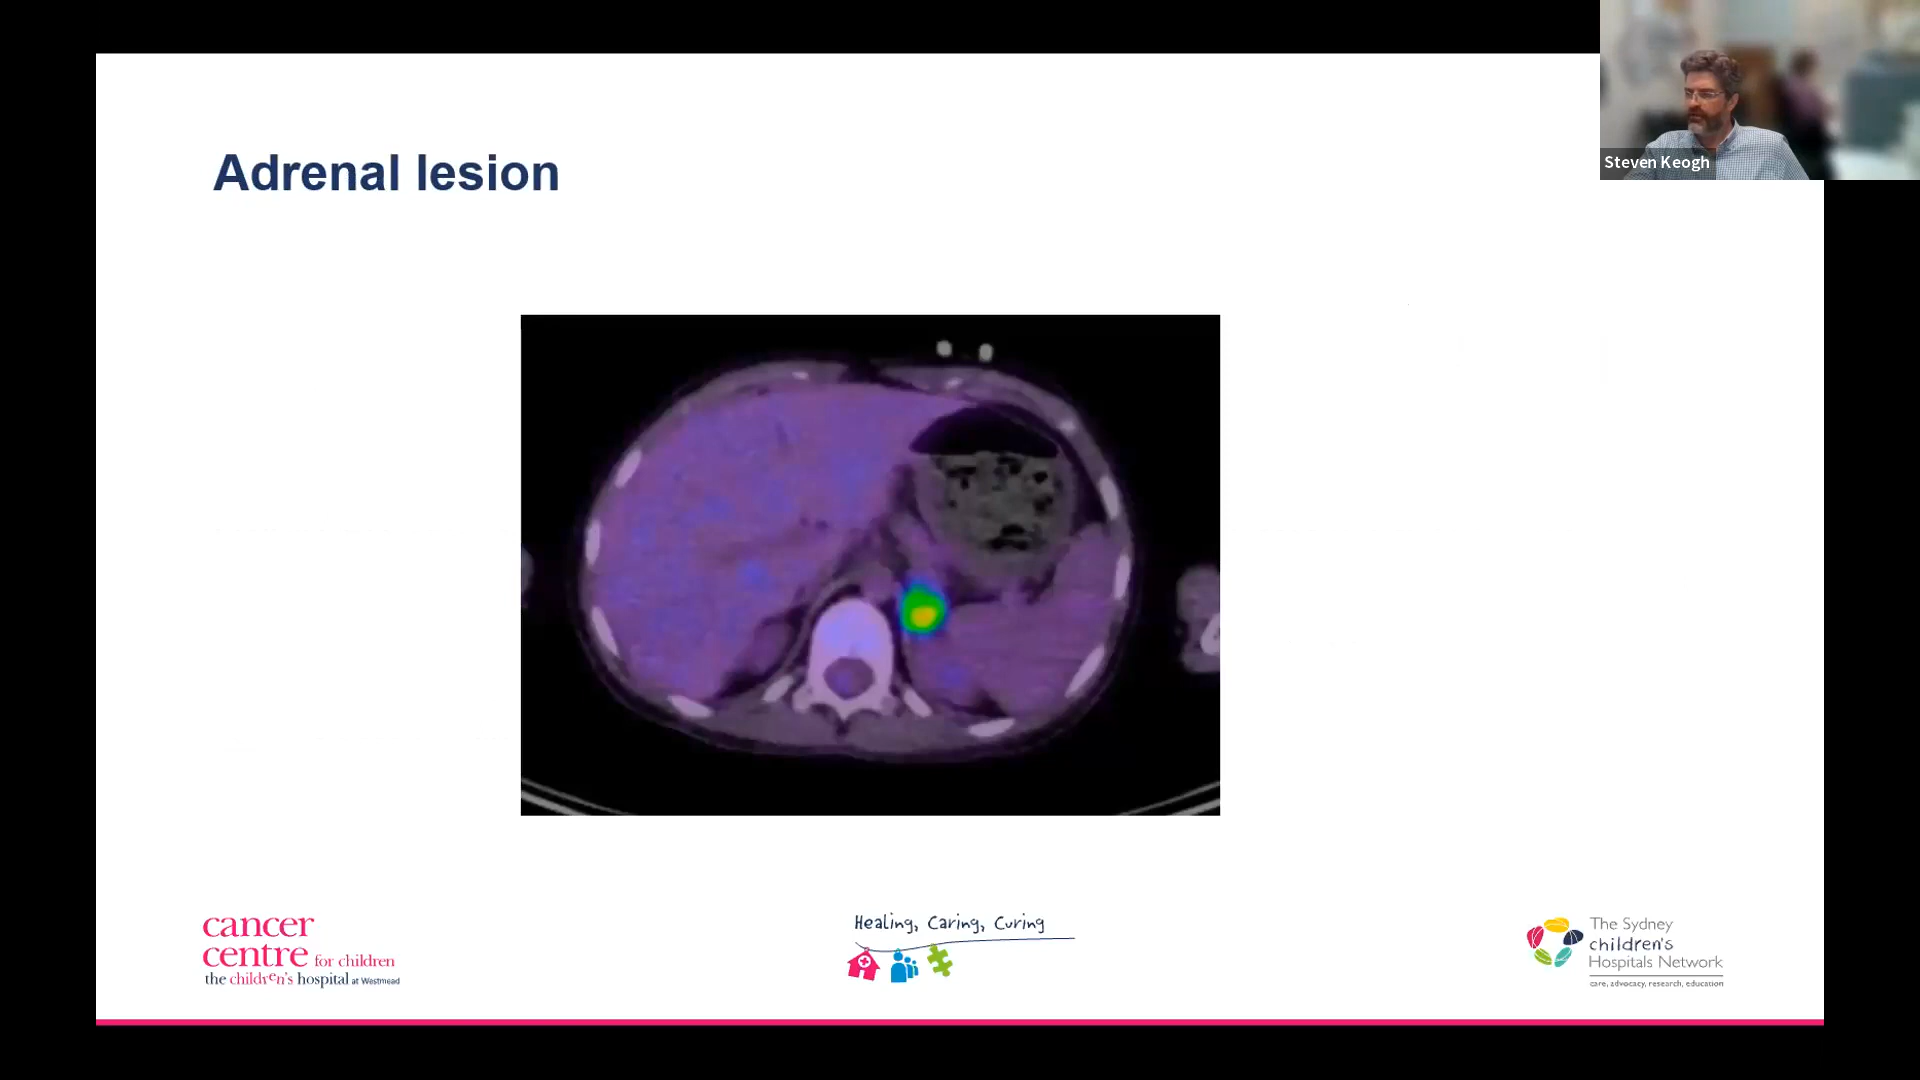 Steven Keogh
Adrenal lesion
cancer
centre for children
the children's hospital at Westmead
Healing, Caring, Curing
The Sydney
children's
Hospitals Network
care, advocacy, research, education